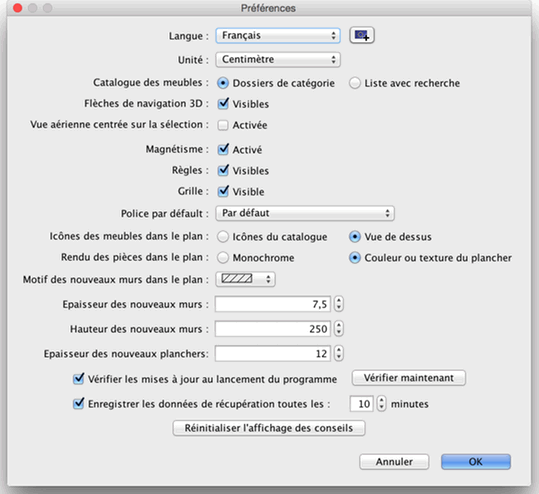 Préférences
Langue : Français
Unité : Centimètre
Catalogue des meubles : Dossiers de catégorie Liste avec recherche
Flèches de navigation 3D : Visibles
Vue aérienne centrée sur la sélection : Activée
Magnétisme : Activé
Règles : Visibles
Grille : Visible
Police par défault : Par défaut
Icônes des meubles dans le plan : Icônes du catalogue Vue de dessus
Rendu des pièces dans le plan : Monochrome Couleur ou texture du plancher
Motif des nouveaux murs dans le plan :
Epaisseur des nouveaux murs : 7,5
Hauteur des nouveaux murs : 250
Epaisseur des nouveaux planchers: 12
Vérifier les mises à jour au lancement du programme Vérifier maintenant
Enregistrer les données de récupération toutes les : 10 minutes
Réinitialiser l'affichage des conseils
Annuler OK